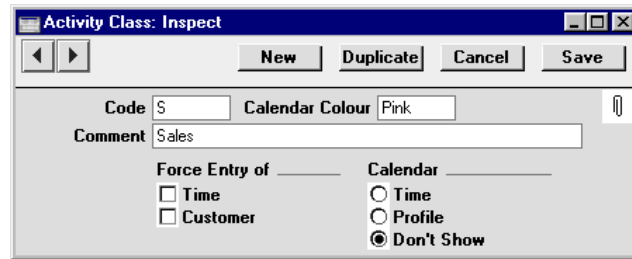 Activity Class: Inspect
New Duplicate Cancel Save
Code S Calendar Colour Pink
Comment Sales
Force Entry of Calendar
Time Time
Customer Profile
Don't Show